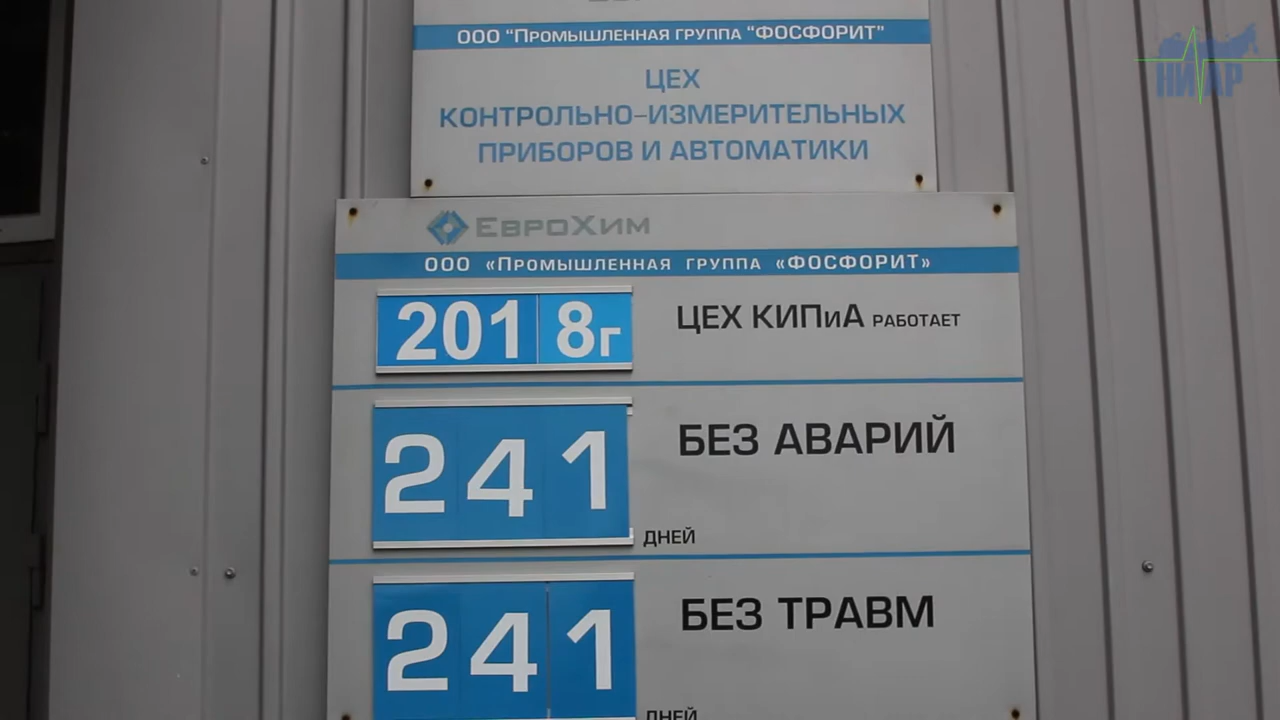 ООО "ПРОМЫШЛЕННАЯ ГРУППА "ФОСФОРИТ"
ЦЕХ
КОНТРОЛЬНО-ИЗМЕРИТЕЛЬНЫХ
ПРИБОРОВ И АВТОМАТИКИ
НИАР
ЕВРОХИМ
ООО «ПРОМЫШЛЕННАЯ ГРУППА «ФОСФОРИТ»
2018г ЦЕХ КИПиА РАБОТАЕТ
241 БЕЗ АВАРИЙ
ДНЕЙ
241 БЕЗ ТРАВМ
ДНЕЙ